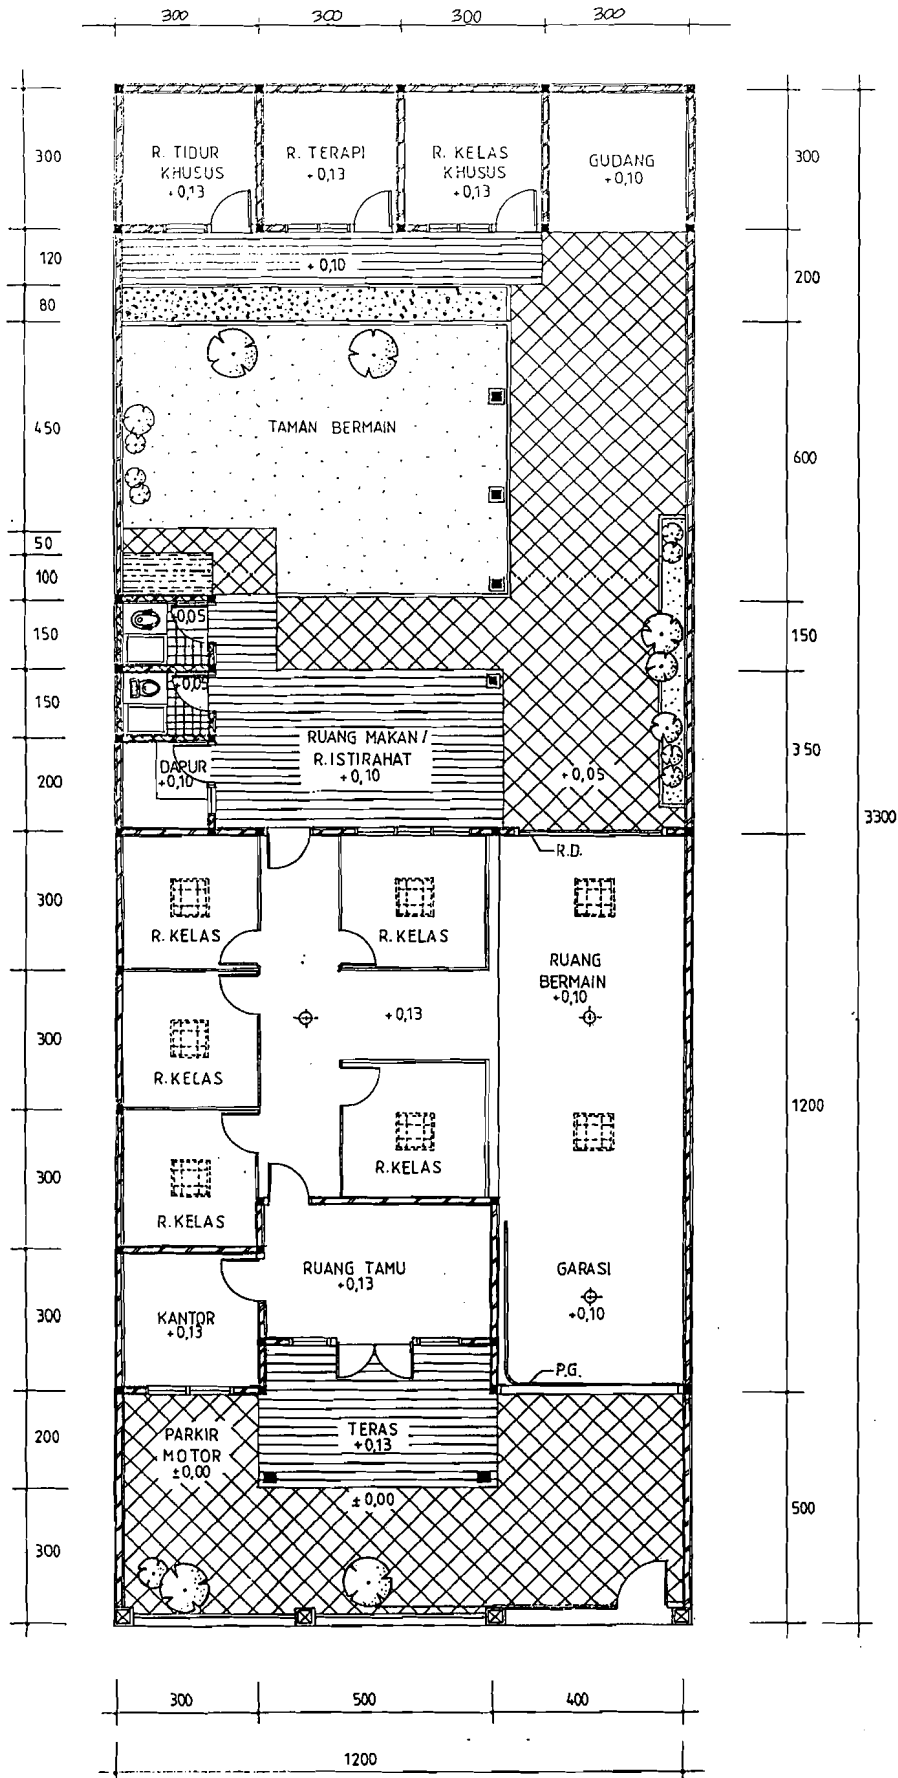 300
300
300
300
300
300
R. TIDUR
KHUSUS
+0,13
R. TERAPI
+0,13
R. KELAS
KHUSUS
+0,13
GUDANG
+0,10
120
200
+0,10
80
450
TAMAN BERMAIN
600
50
100
150
+0,05
150
150
+0,05
RUANG MAKAN /
R.ISTIRAHAT
+0,10
350
200
DAPUR
+0,10
+0,05
3300
R.D.
300
R.KELAS
R.KELAS
RUANG
BERMAIN
+0,10
300
+0,13
R.KELAS
1200
300
R.KELAS
R.KELAS
RUANG TAMU
+0,13
GARASI
+0,10
300
KANTOR
+0,13
P.G.
200
PARKIR
MOTOR
±0,00
TERAS
+0,13
±0,00
500
300
300
500
400
1200